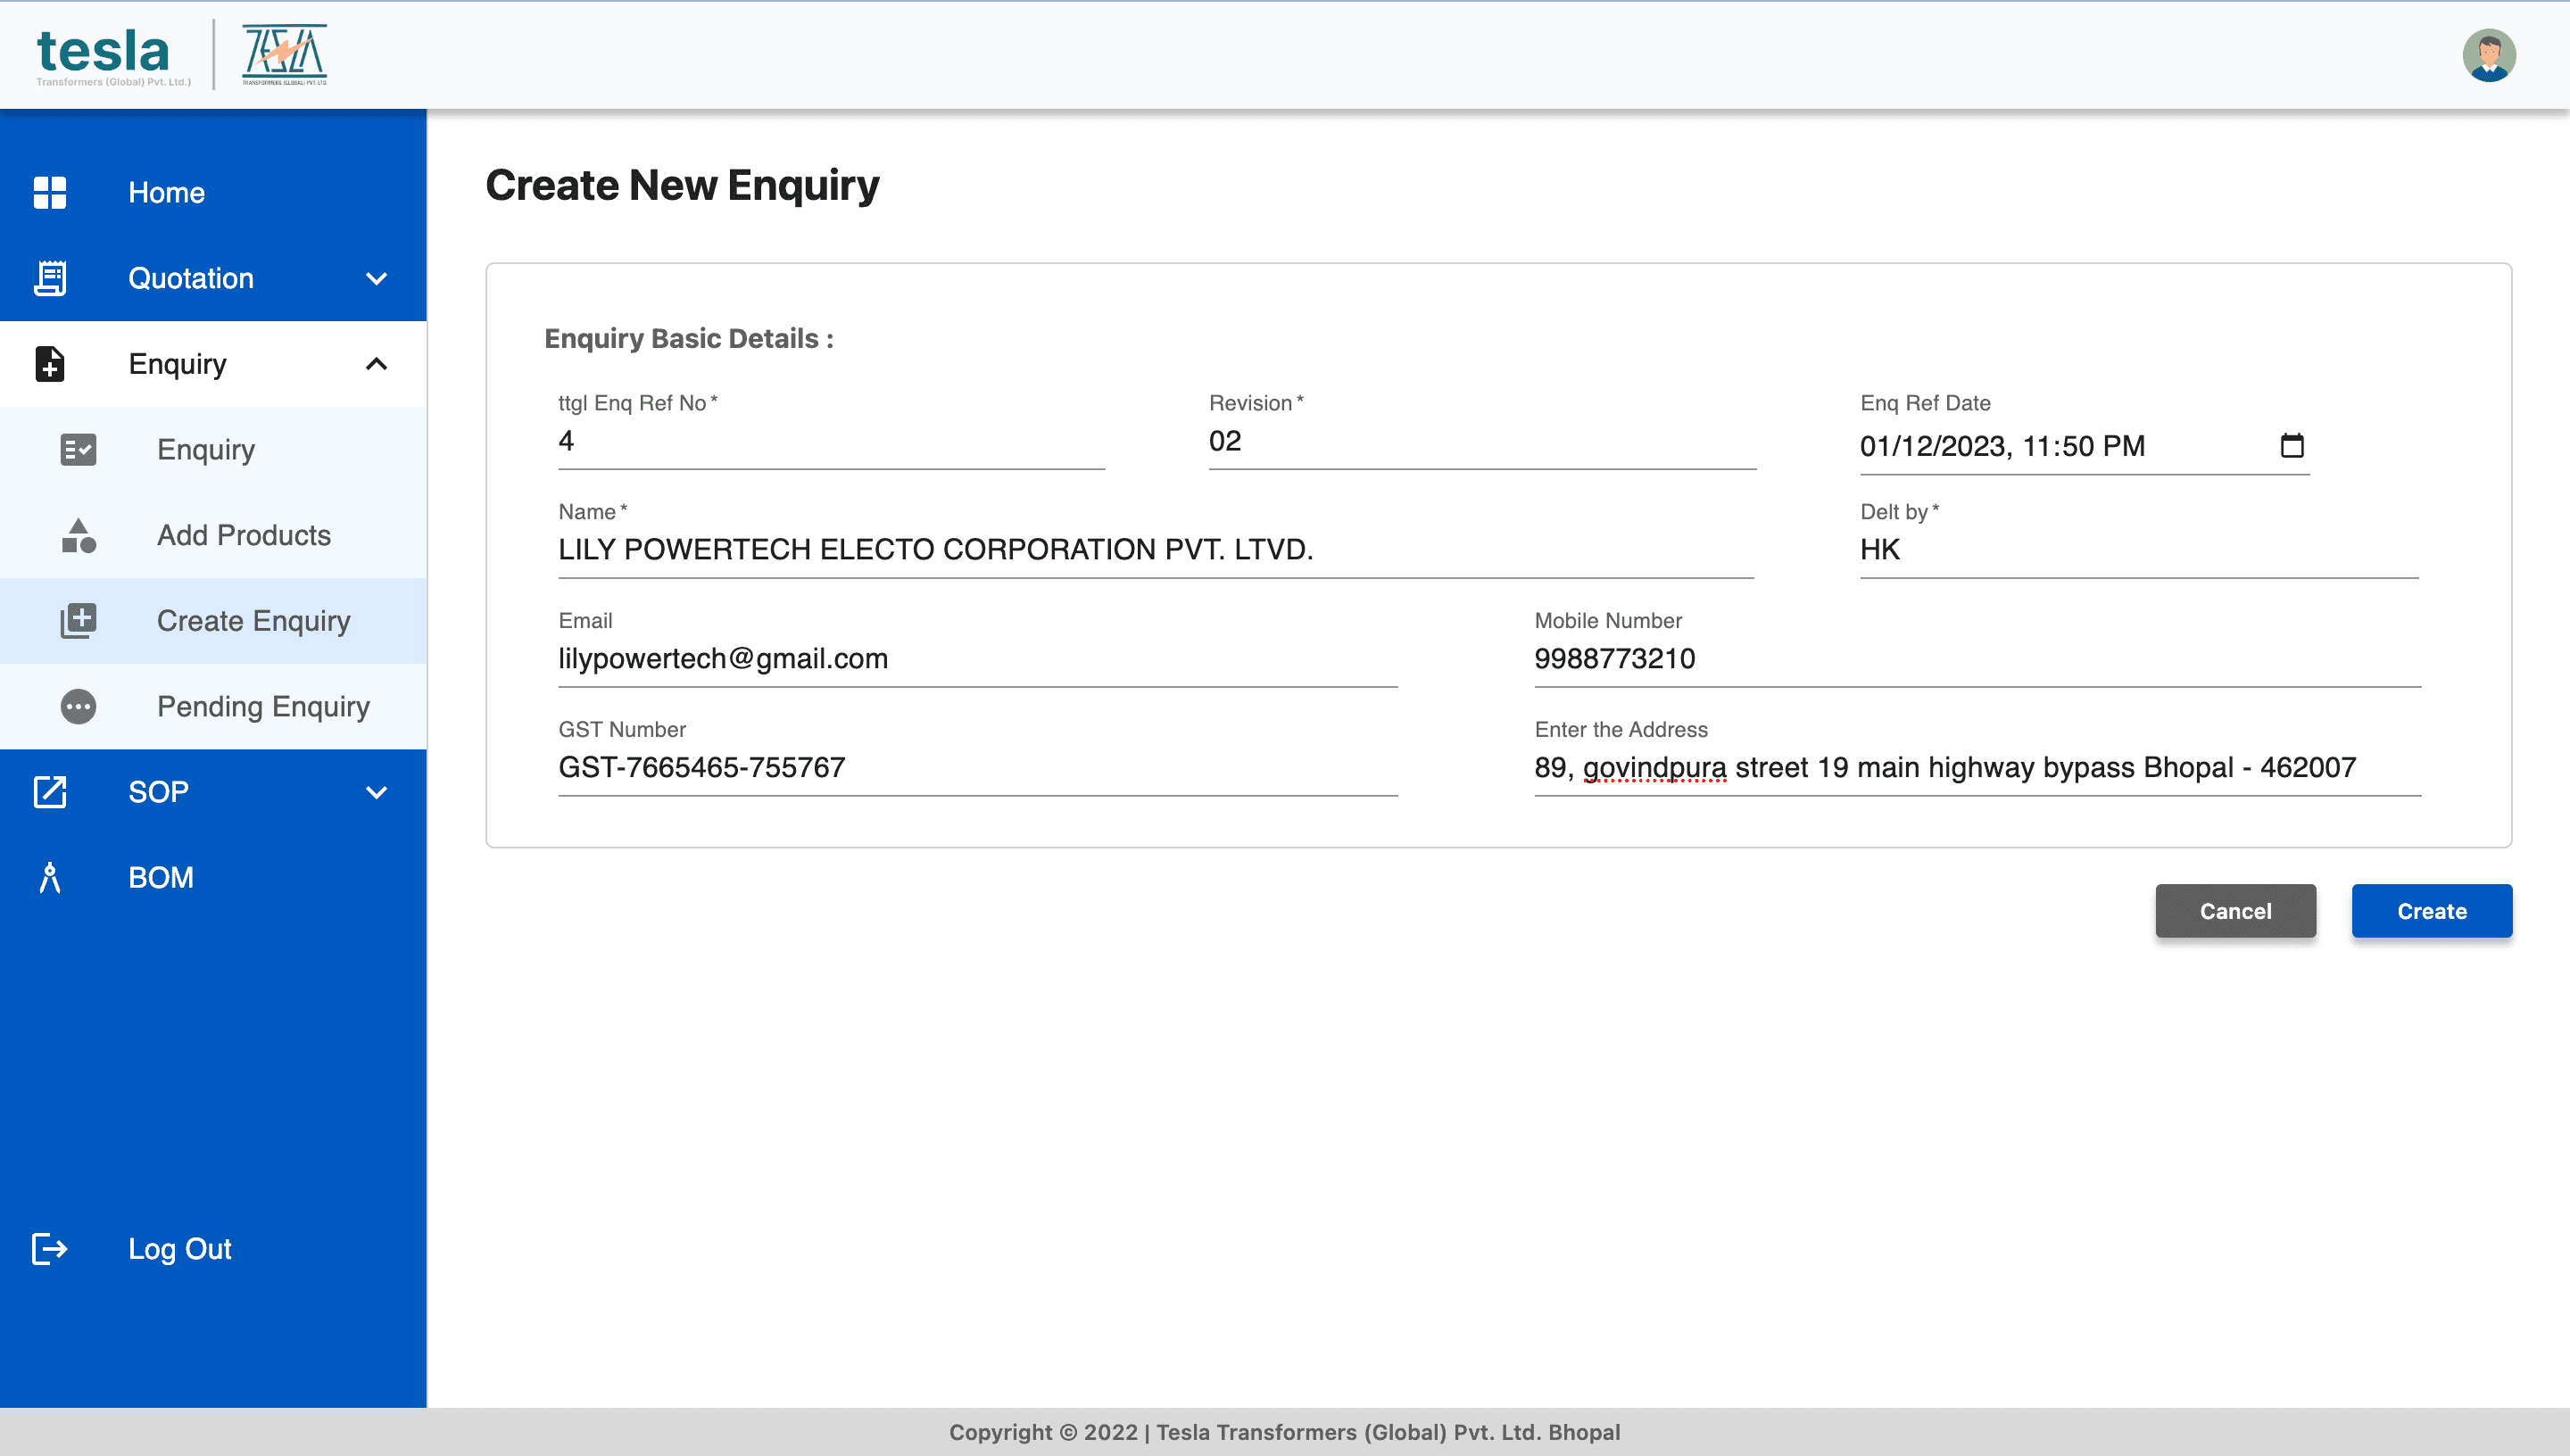 tesla
Transformers (Global) Pvt. Ltd.)
TESLA
TRANSFORMERS (GLOBAL) PVT. LTD.
Home
Quotation
Enquiry
Enquiry
Add Products
Create Enquiry
Pending Enquiry
SOP
BOM
Log Out
Create New Enquiry
Enquiry Basic Details :
ttgl Enq Ref No *
4
Revision *
02
Enq Ref Date
01/12/2023, 11:50 PM
Name *
LILY POWERTECH ELECTO CORPORATION PVT. LTVD.
Delt by *
HK
Email
lilypowertech@gmail.com
Mobile Number
9988773210
GST Number
GST-7665465-755767
Enter the Address
89, govindpura street 19 main highway bypass Bhopal - 462007
Cancel
Create
Copyright © 2022 | Tesla Transformers (Global) Pvt. Ltd. Bhopal